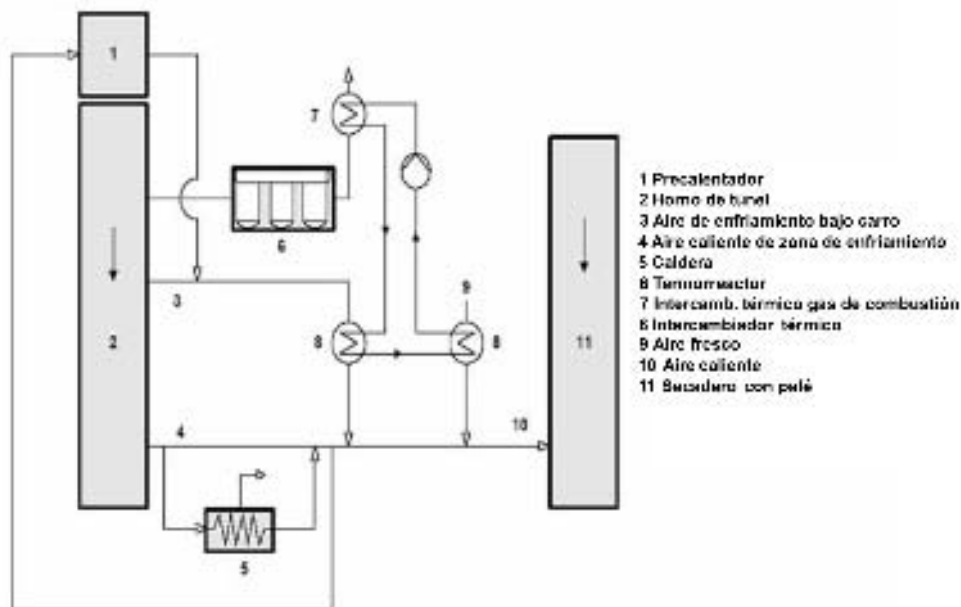 1
7
6
9
3
2
8
8
11
4
10
5
1 Precalentador
2 Horno de tunel
3 Aire de enfriamiento bajo carro
4 Aire caliente de zona de enfriamiento
5 Caldera
6 Termorreactor
7 Intercamb. térmico gas de combustión
8 Intercambiador térmico
9 Aire fresco
10 Aire caliente
11 Secadero con palé